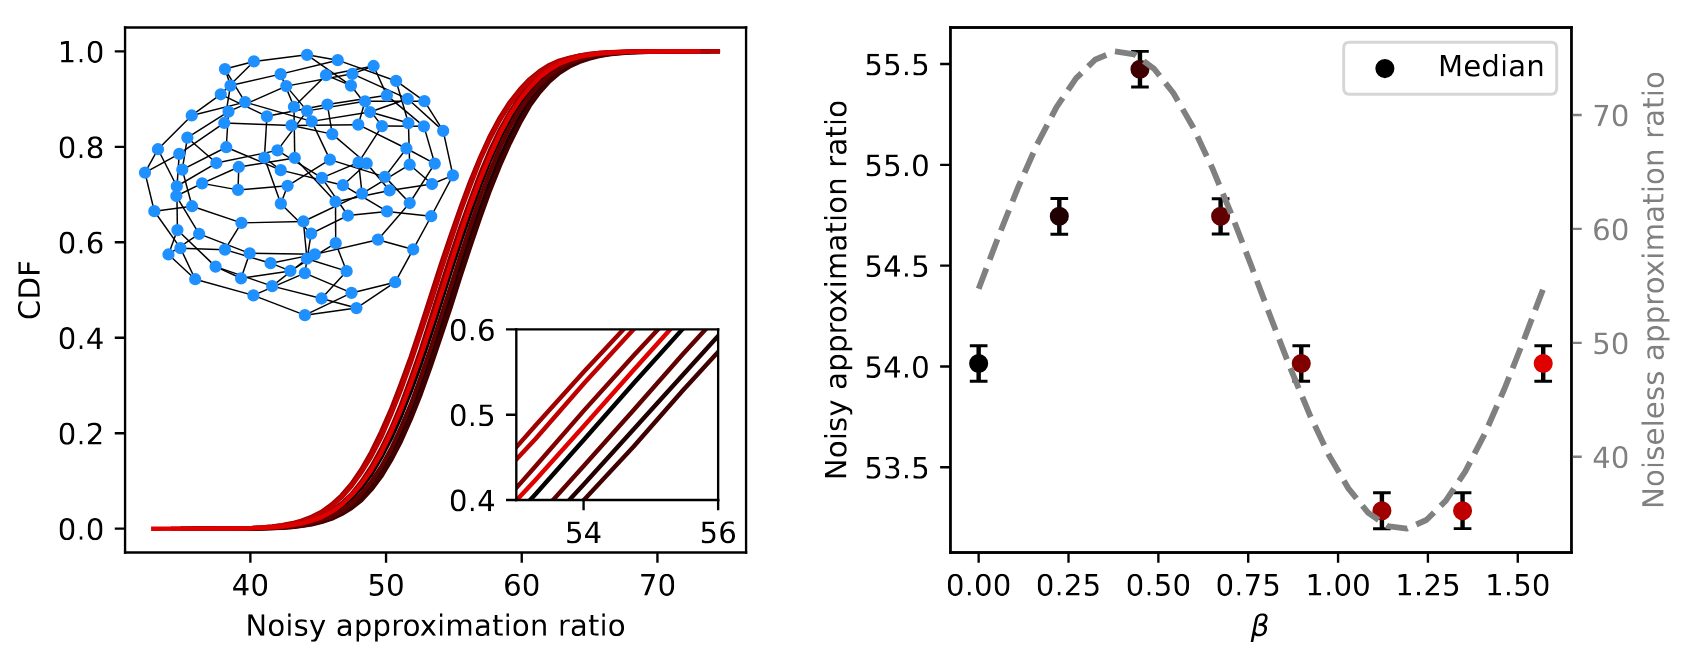 1.0
0.8
0.6
0.4
0.2
0.0
CDF
40 50 60 70
Noisy approximation ratio
0.6
0.5
0.4
54 56
55.5
55.0
54.5
54.0
53.5
Noisy approximation ratio
0.00 0.25 0.50 0.75 1.00 1.25 1.50
β
Median
70
60
50
40
Noiseless approximation ratio